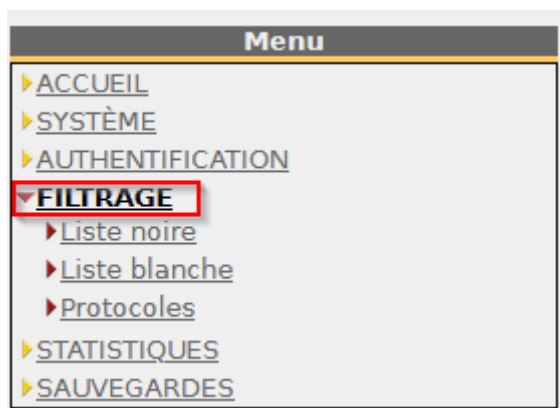 Menu
ACCUEIL
SYSTÈME
AUTHENTIFICATION
FILTRAGE
Liste noire
Liste blanche
Protocoles
STATISTIQUES
SAUVEGARDES